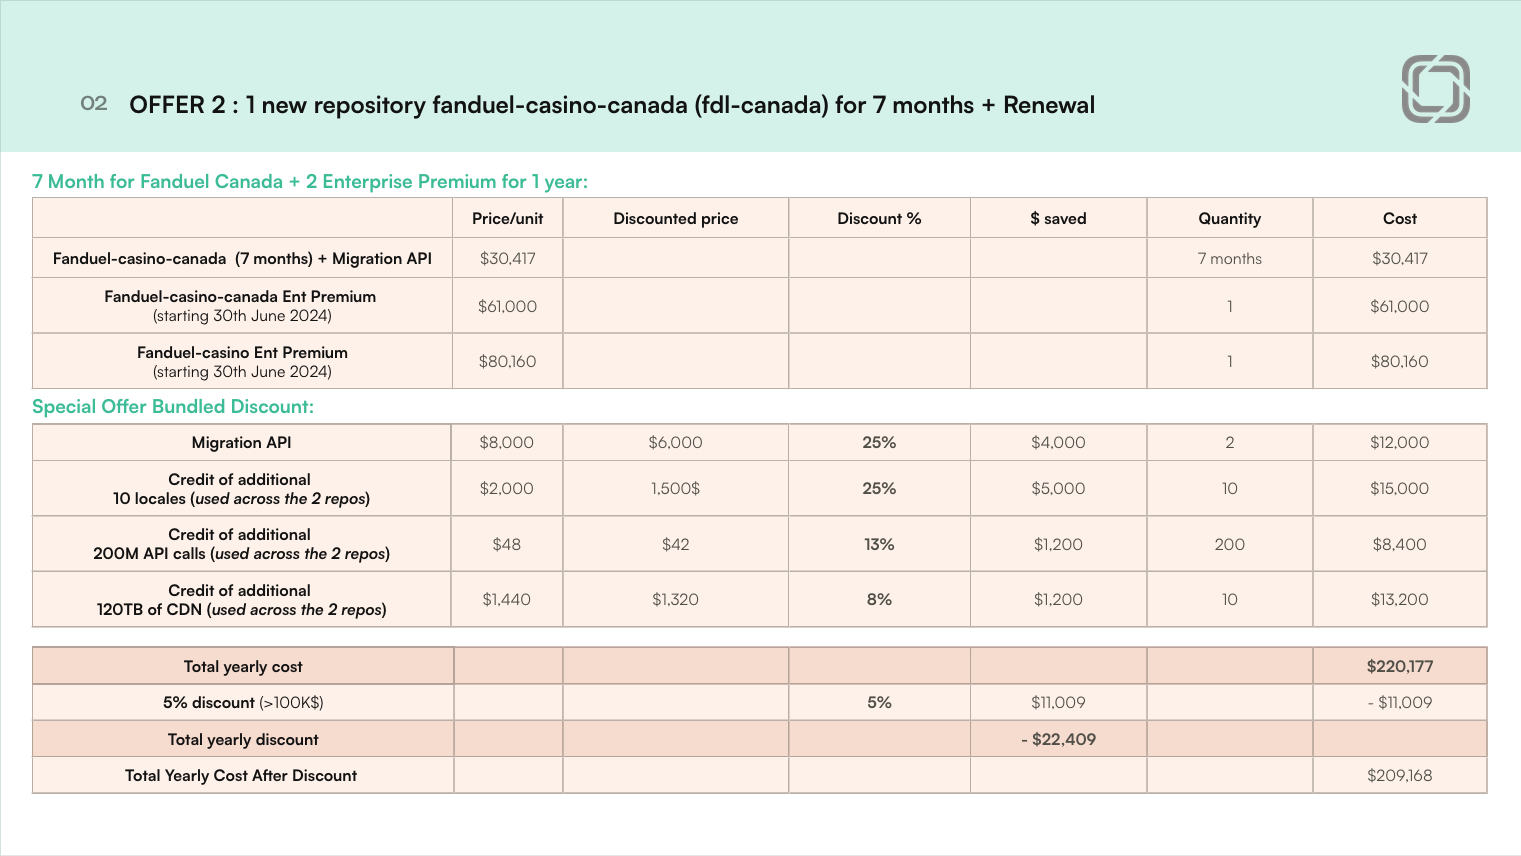 02 OFFER 2 : 1 new repository fanduel-casino-canada (fdl-canada) for 7 months + Renewal
7 Month for Fanduel Canada + 2 Enterprise Premium for 1 year:
Price/unit Discounted price Discount % $ saved Quantity Cost
Fanduel-casino-canada (7 months) + Migration API $30,417 7 months $30,417
Fanduel-casino-canada Ent Premium
(starting 30th June 2024) $61,000 1 $61,000
Fanduel-casino Ent Premium
(starting 30th June 2024) $80,160 1 $80,160
Special Offer Bundled Discount:
Migration API $8,000 $6,000 25% $4,000 2 $12,000
Credit of additional
10 locales (used across the 2 repos) $2,000 1,500$ 25% $5,000 10 $15,000
Credit of additional
200M API calls (used across the 2 repos) $48 $42 13% $1,200 200 $8,400
Credit of additional
120TB of CDN (used across the 2 repos) $1,440 $1,320 8% $1,200 10 $13,200
Total yearly cost $220,177
5% discount (>100K$) 5% $11,009 - $11,009
Total yearly discount - $22,409
Total Yearly Cost After Discount $209,168